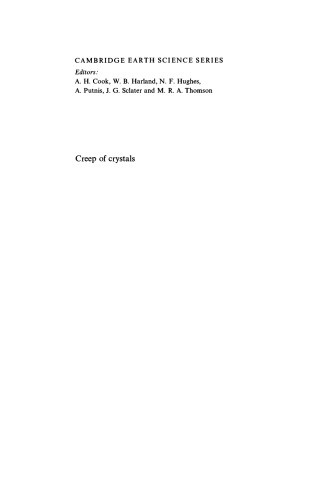 CAMBRIDGE EARTH SCIENCE SERIES
Editors:
A. H. Cook, W. B. Harland, N. F. Hughes,
A. Putnis, J. G. Sclater and M. R. A. Thomson
Creep of crystals